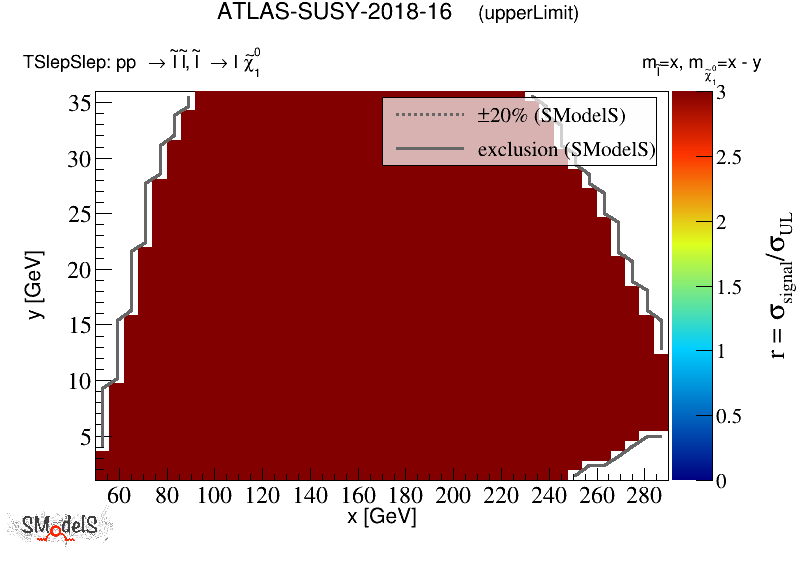 ATLAS-SUSY-2018-16 (upperLimit)
TSlepSlep: pp → l̃ l̃, l̃ → l χ̃⁰₁
m_l̃=x, m_χ̃⁰₁=x - y
±20% (SModelS)
exclusion (SModelS)
35
30
25
20
15
10
5
y [GeV]
60 80 100 120 140 160 180 200 220 240 260 280
x [GeV]
3
2.5
2
1.5
1
0.5
0
r = σ_signal/σ_UL
SModelS